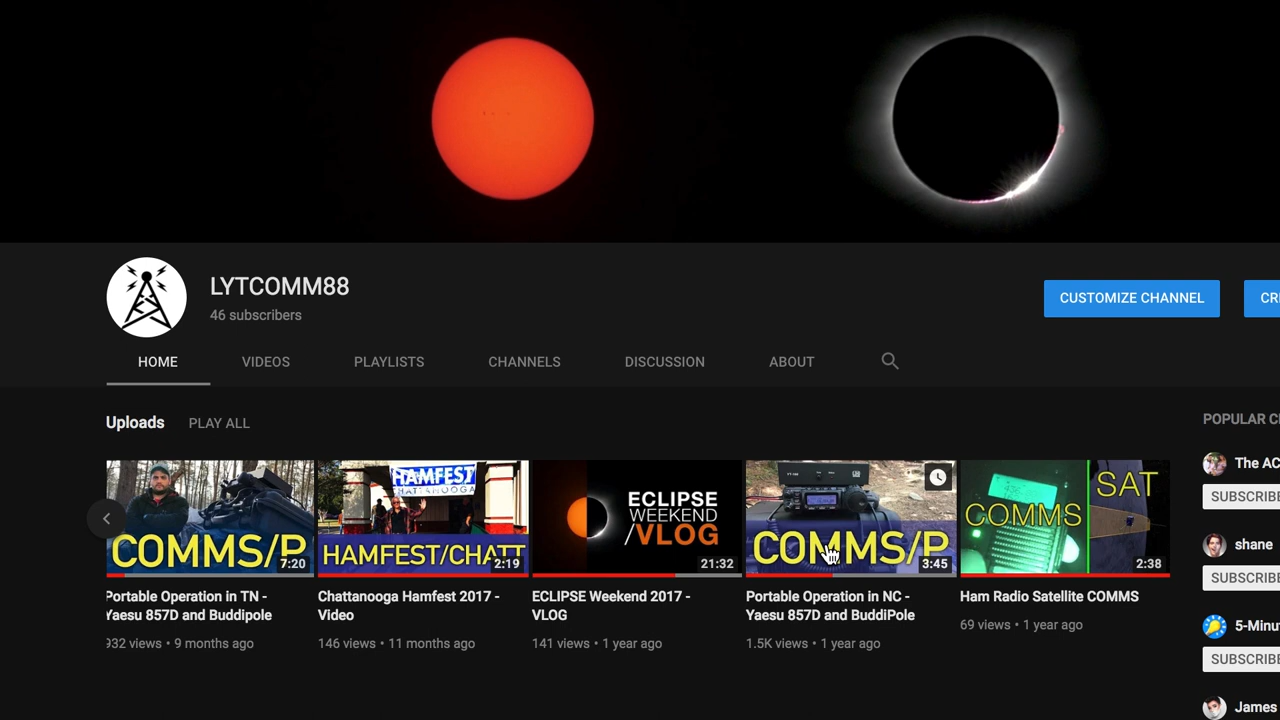 LYTCOMM88
46 subscribers
CUSTOMIZE CHANNEL
HOME VIDEOS PLAYLISTS CHANNELS DISCUSSION ABOUT
Uploads PLAY ALL
POPULAR
COMMS/P
7:20
HAMFEST
CHATTANOOGA
HAMFEST/CHATT
2:19
ECLIPSE
WEEKEND
/VLOG
21:32
COMMS/P
3:45
COMMS
SAT
2:38
Portable Operation in TN -
Yaesu 857D and Buddipole
932 views • 9 months ago
Chattanooga Hamfest 2017 -
Video
146 views • 11 months ago
ECLIPSE Weekend 2017 -
VLOG
141 views • 1 year ago
Portable Operation in NC -
Yaesu 857D and BuddiPole
1.5K views • 1 year ago
Ham Radio Satellite COMMS
69 views • 1 year ago
The AC
SUBSCRIBE
shane
SUBSCRIBE
5-Minu
SUBSCRIBE
James